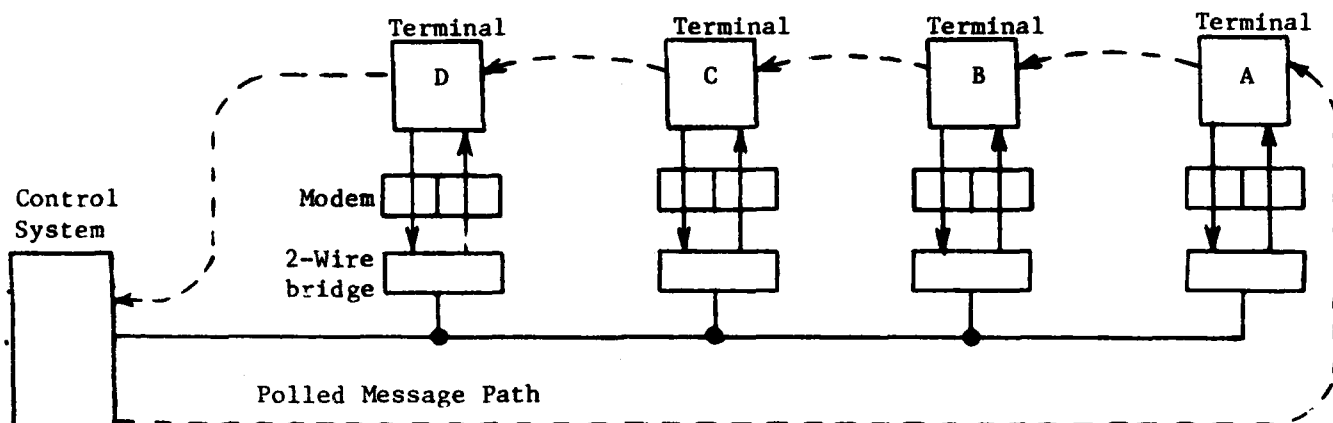 Terminal
Terminal
Terminal
Terminal
D
C
B
A
Modem
Control
System
2-Wire
bridge
Polled Message Path